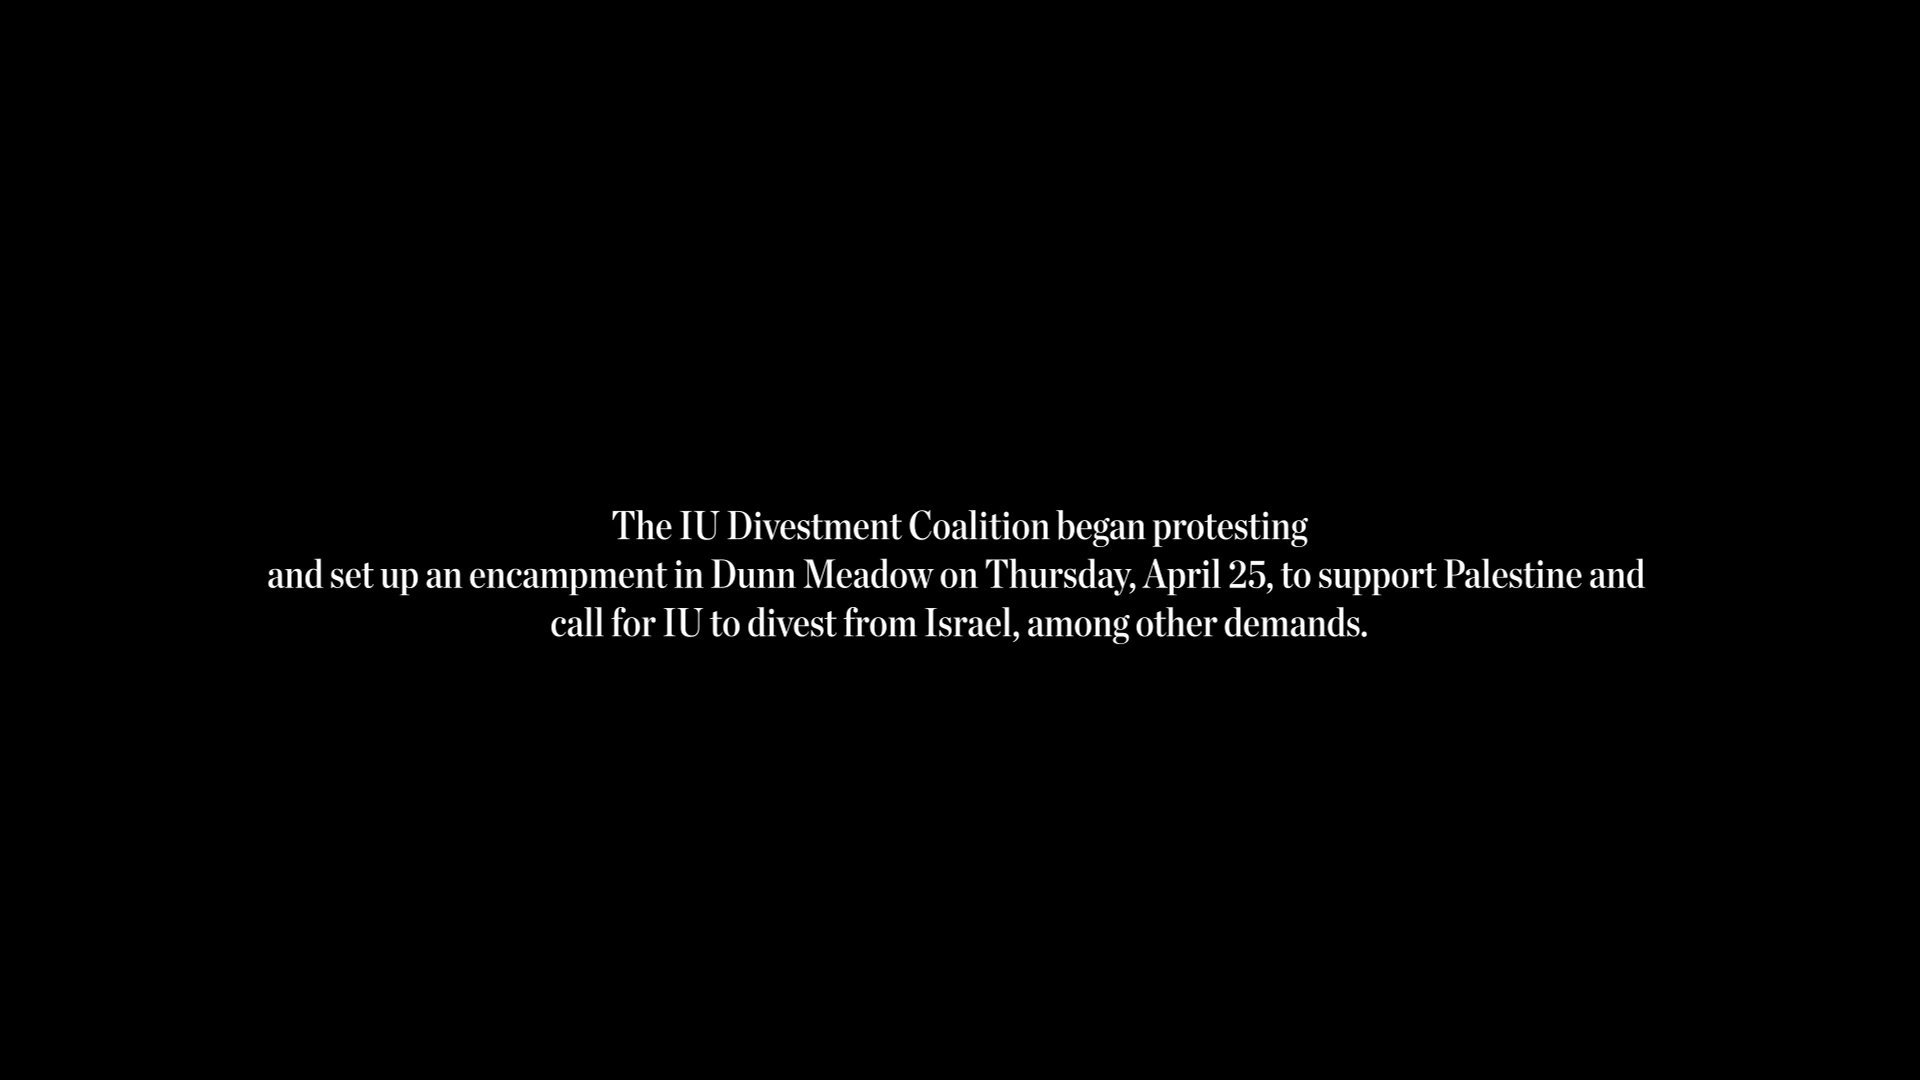 The IU Divestment Coalition began protesting
and set up an encampment in Dunn Meadow on Thursday, April 25, to support Palestine and
call for IU to divest from Israel, among other demands.